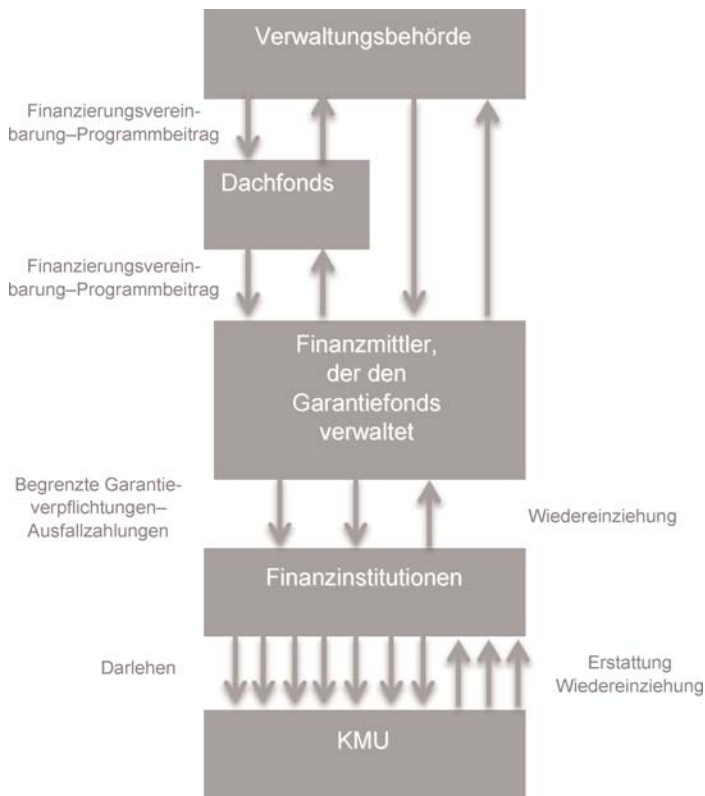 Verwaltungsbehörde
Finanzierungsverein-
barung–Programmbeitrag
Dachfonds
Finanzierungsverein-
barung–Programmbeitrag
Finanzmittler,
der den
Garantiefonds
verwaltet
Begrenzte Garantie-
verpflichtungen–
Ausfallzahlungen
Wiedereinziehung
Finanzinstitutionen
Darlehen
Erstattung
Wiedereinziehung
KMU